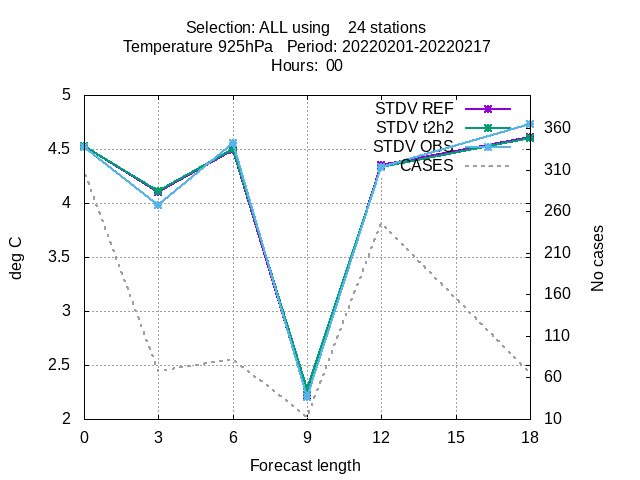 Selection: ALL using    24 stations
Temperature 925hPa   Period: 20220201-20220217
Hours:  00
5
4.5
4
3.5
3
2.5
2
deg C
STDV REF
STDV t2h2
STDV OBS
CASES
360
310
260
210
160
110
60
10
No cases
0 3 6 9 12 15 18
Forecast length